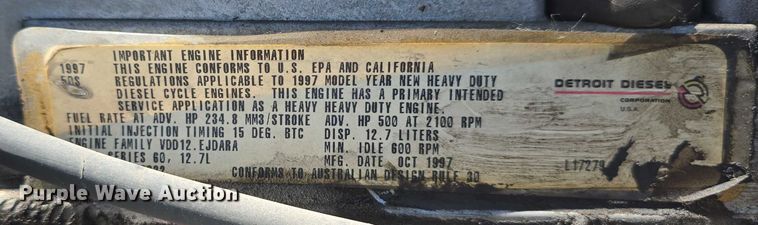 IMPORTANT ENGINE INFORMATION
1997
50S
THIS ENGINE CONFORMS TO U.S. EPA AND CALIFORNIA
REGULATIONS APPLICABLE TO 1997 MODEL YEAR NEW HEAVY DUTY
DIESEL CYCLE ENGINES. THIS ENGINE HAS A PRIMARY INTENDED
SERVICE APPLICATION AS A HEAVY HEAVY DUTY ENGINE.
FUEL RATE AT ADV. HP 234.8 MM3/STROKE ADV. HP 500 AT 2100 RPM
INITIAL INJECTION TIMING 15 DEG. BTC DISP. 12.7 LITERS
ENGINE FAMILY VDD12.EJDARA MIN. IDLE 600 RPM
SERIES 60, 12.7L MFG. DATE OCT 1997
CONFORMS TO AUSTRALIAN DESIGN RULE 30
DETROIT DIESEL
CORPORATION
U.S.A.
L17279
Purple Wave Auction